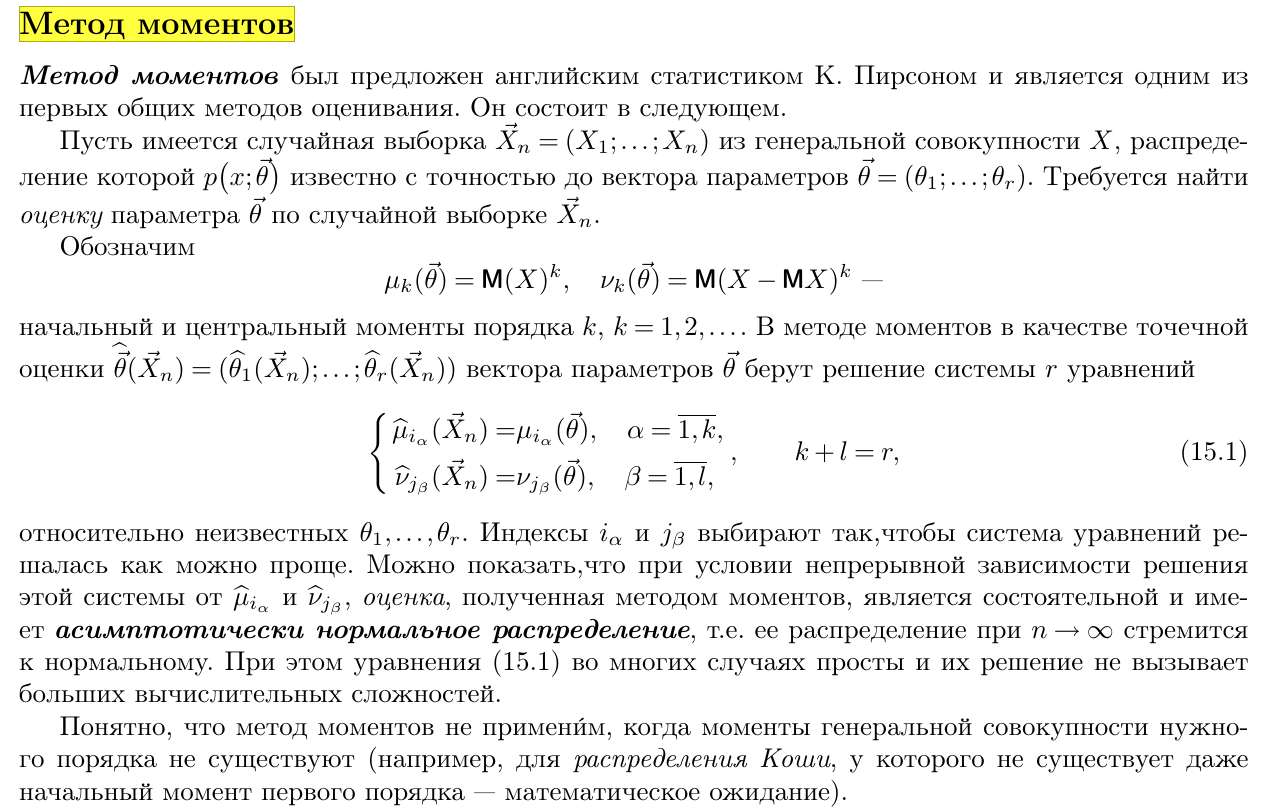 Метод моментов
Метод моментов был предложен английским статистиком К. Пирсоном и является одним из
первых общих методов оценивания. Он состоит в следующем.
Пусть имеется случайная выборка $\vec{X}_n = (X_1; \ldots; X_n)$ из генеральной совокупности $X$, распреде-
ление которой $p(x; \vec{\theta})$ известно с точностью до вектора параметров $\vec{\theta} = (\theta_1; \ldots; \theta_r)$. Требуется найти
оценку параметра $\vec{\theta}$ по случайной выборке $\vec{X}_n$.
Обозначим
$\mu_k(\vec{\theta}) = \mathsf{M}(X)^k, \quad \nu_k(\vec{\theta}) = \mathsf{M}(X - \mathsf{M}X)^k$ —
начальный и центральный моменты порядка $k$, $k = 1, 2, \ldots$. В методе моментов в качестве точечной
оценки $\widehat{\vec{\theta}}(\vec{X}_n) = (\widehat{\theta}_1(\vec{X}_n); \ldots; \widehat{\theta}_r(\vec{X}_n))$ вектора параметров $\vec{\theta}$ берут решение системы $r$ уравнений
$\begin{cases} \widehat{\mu}_{i_\alpha}(\vec{X}_n) = \mu_{i_\alpha}(\vec{\theta}), \quad \alpha = \overline{1,k}, \\ \widehat{\nu}_{j_\beta}(\vec{X}_n) = \nu_{j_\beta}(\vec{\theta}), \quad \beta = \overline{1,l}, \end{cases}, \quad k + l = r, \quad (15.1)$
относительно неизвестных $\theta_1, \ldots, \theta_r$. Индексы $i_\alpha$ и $j_\beta$ выбирают так,чтобы система уравнений ре-
шалась как можно проще. Можно показать,что при условии непрерывной зависимости решения
этой системы от $\widehat{\mu}_{i_\alpha}$ и $\widehat{\nu}_{j_\beta}$, оценка, полученная методом моментов, является состоятельной и име-
ет асимптотически нормальное распределение, т.е. ее распределение при $n \to \infty$ стремится
к нормальному. При этом уравнения (15.1) во многих случаях просты и их решение не вызывает
больших вычислительных сложностей.
Понятно, что метод моментов не примени́м, когда моменты генеральной совокупности нужно-
го порядка не существуют (например, для распределения Коши, у которого не существует даже
начальный момент первого порядка — математическое ожидание).